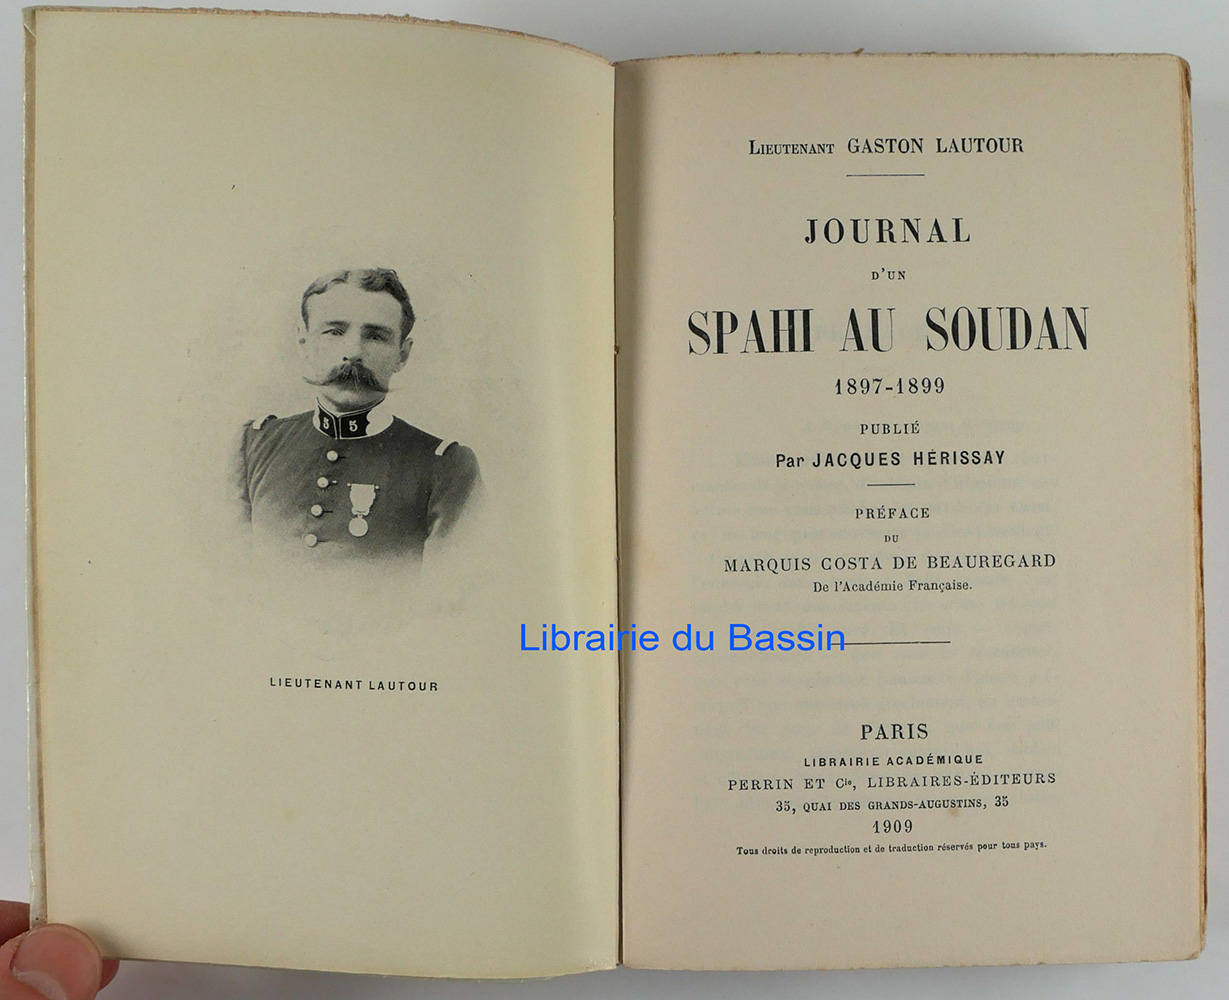 5 5
LIEUTENANT LAUTOUR
LIEUTENANT GASTON LAUTOUR
JOURNAL
D'UN
SPAHI AU SOUDAN
1897-1899
PUBLIÉ
Par JACQUES HÉRISSAY
PRÉFACE
DU
MARQUIS COSTA DE BEAUREGARD
De l'Académie Française.
Librairie du Bassin
PARIS
LIBRAIRIE ACADÉMIQUE
PERRIN ET Cie, LIBRAIRES-ÉDITEURS
35, QUAI DES GRANDS-AUGUSTINS, 35
1909
Tous droits de reproduction et de traduction réservés pour tous pays.